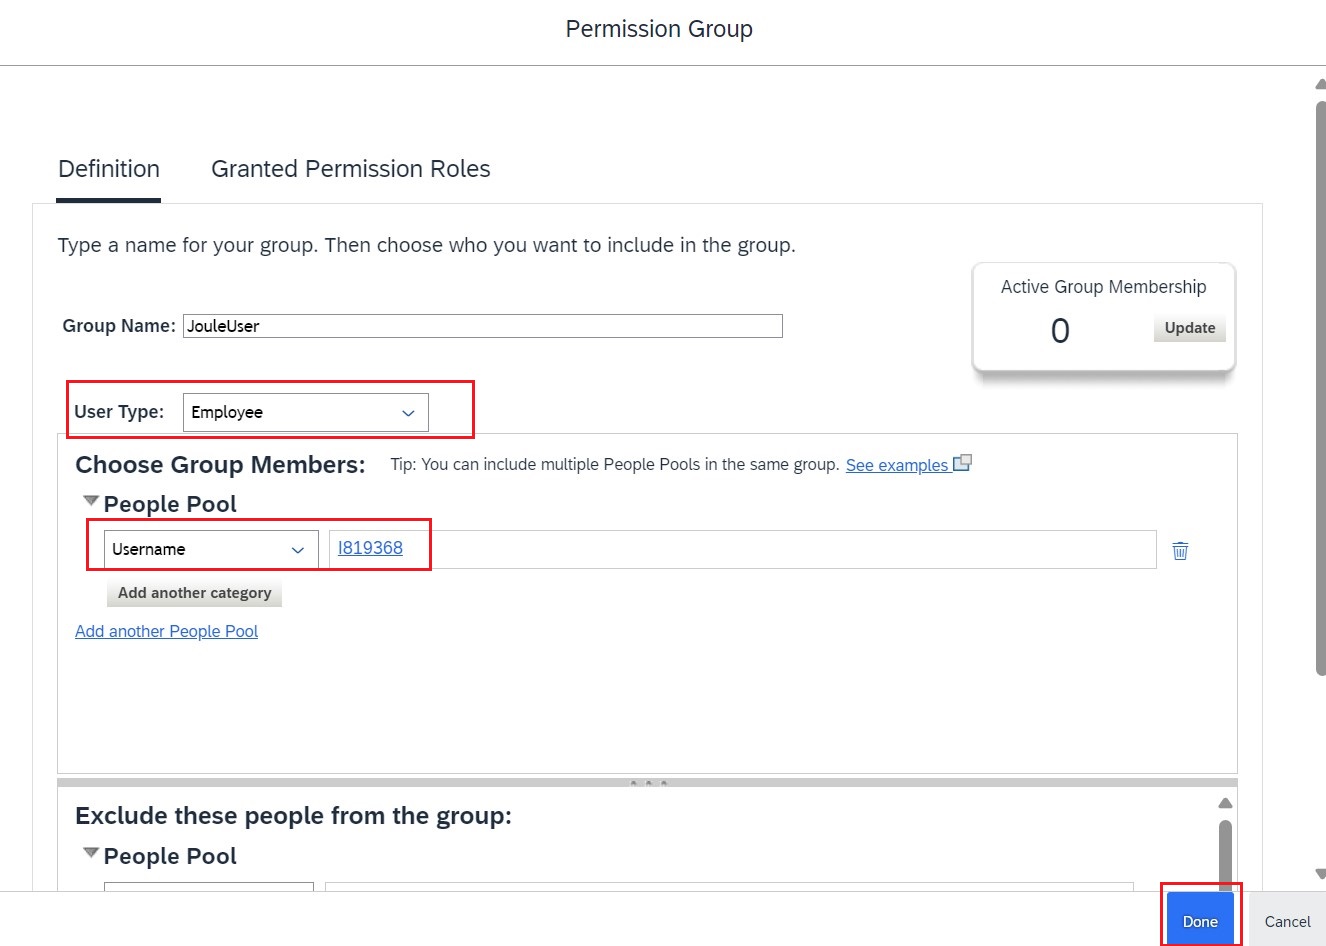 Permission Group
Definition Granted Permission Roles
Type a name for your group. Then choose who you want to include in the group.
Active Group Membership
0 Update
Group Name: JouleUser
User Type: Employee
Choose Group Members: Tip: You can include multiple People Pools in the same group. See examples
People Pool
Username I819368
Add another category
Add another People Pool
Exclude these people from the group:
People Pool
Done Cancel